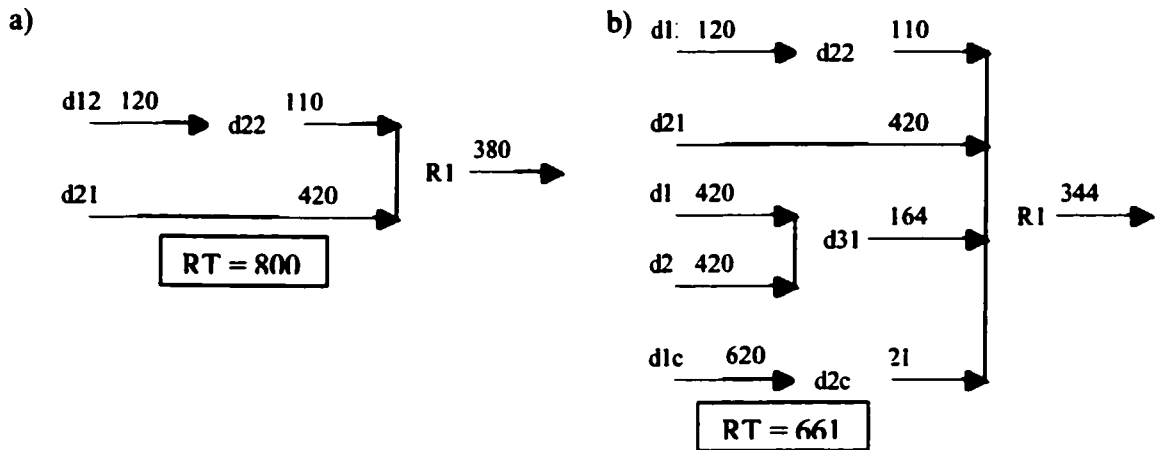 a)
d12 120
d22
110
d21
420
R1
380
RT = 800
b)
d1: 120
d22
110
d21
420
d1 420
d2 420
d31
164
R1
344
d1c 620
d2c
21
RT = 661